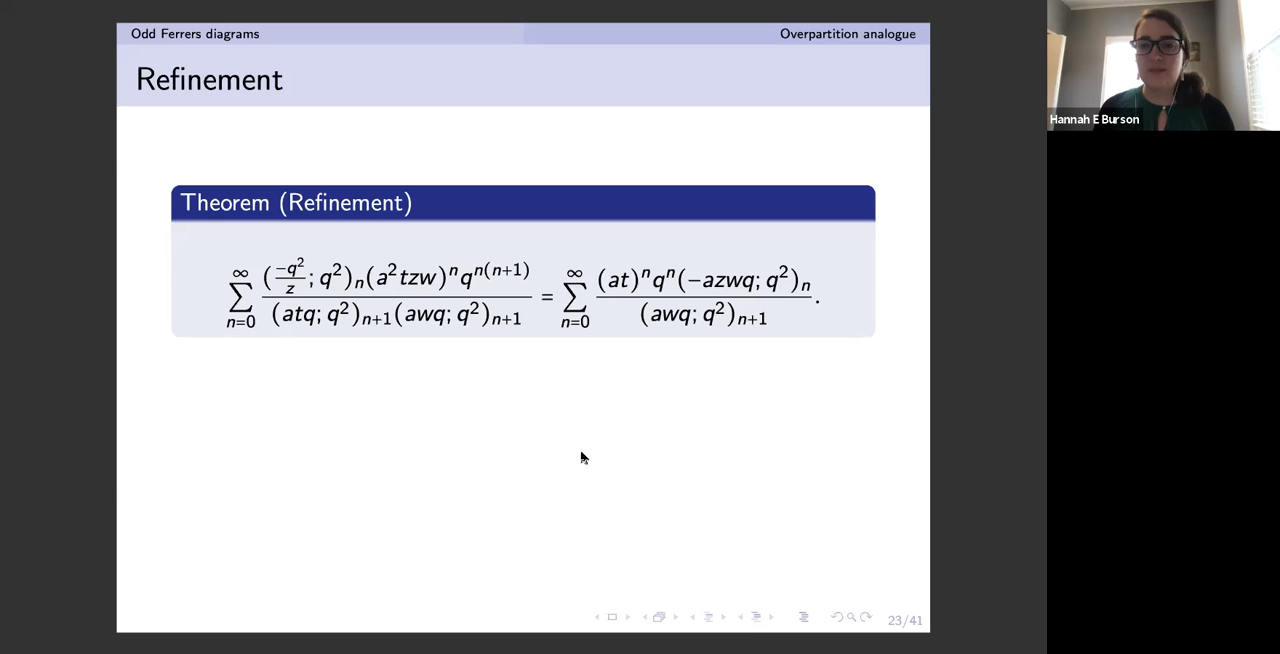 Odd Ferrers diagrams
Overpartition analogue
Refinement
Hannah E Burson
Theorem (Refinement)
$\sum_{n=0}^{\infty} \frac{(\frac{-q^2}{z}; q^2)_n (a^2tzw)^n q^{n(n+1)}}{(atq; q^2)_{n+1}(awq; q^2)_{n+1}} = \sum_{n=0}^{\infty} \frac{(at)^n q^n (-azwq; q^2)_n}{(awq; q^2)_{n+1}}.$
23/41